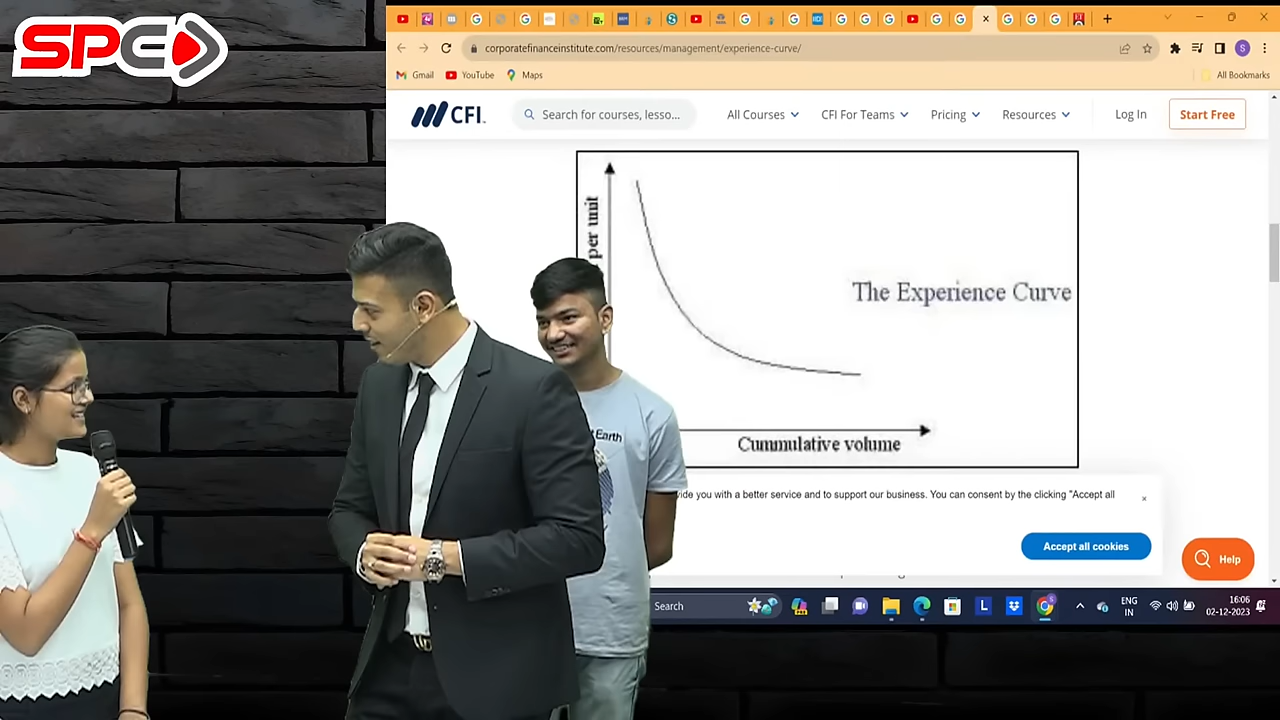 SPED
corporatefinanceinstitute.com/resources/management/experience-curve/
S
Gmail
YouTube
Maps
All Bookmarks
CFI
Search for courses, lesso...
All Courses
CFI For Teams
Pricing
Resources
Log In
Start Free
per unit
The Experience Curve
Cummulative volume
Earth
vide you with a better service and to support our business. You can consent by the clicking "Accept all
Accept all cookies
Help
Search
L
ENG
IN
16:06
02-12-2023